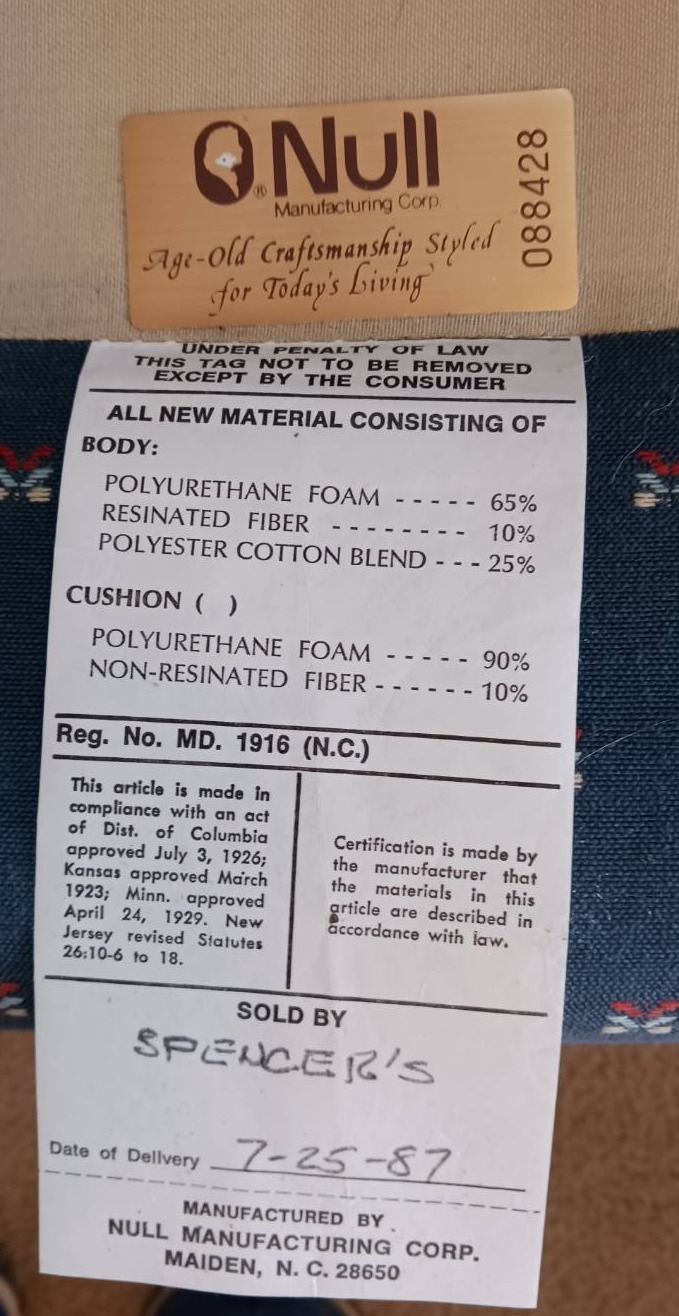 Null
®
Manufacturing Corp.
Age-Old Craftsmanship Styled
for Today's Living
088428
UNDER PENALTY OF LAW
THIS TAG NOT TO BE REMOVED
EXCEPT BY THE CONSUMER
ALL NEW MATERIAL CONSISTING OF
BODY:
POLYURETHANE FOAM - - - - - 65%
RESINATED FIBER - - - - - - - - 10%
POLYESTER COTTON BLEND - - - 25%
CUSHION ( )
POLYURETHANE FOAM - - - - - 90%
NON-RESINATED FIBER - - - - - - 10%
Reg. No. MD. 1916 (N.C.)
This article is made in
compliance with an act
of Dist. of Columbia
approved July 3, 1926;
Kansas approved March
1923; Minn. approved
April 24, 1929. New
Jersey revised Statutes
26:10-6 to 18.
Certification is made by
the manufacturer that
the materials in this
article are described in
accordance with law.
SOLD BY
SPENCER'S
Date of Delivery 7-25-87
MANUFACTURED BY
NULL MANUFACTURING CORP.
MAIDEN, N. C. 28650